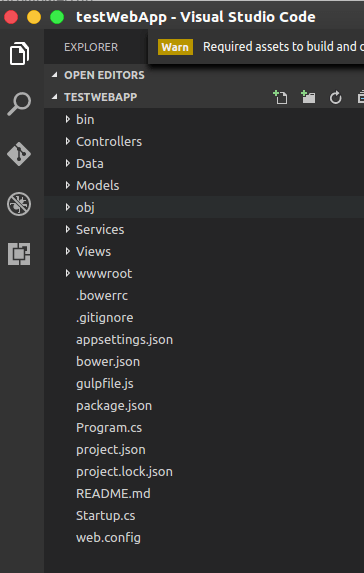 testWebApp - Visual Studio Code
EXPLORER
Warn Required assets to build and
OPEN EDITORS
TESTWEBAPP
bin
Controllers
Data
Models
obj
Services
Views
wwwroot
.bowerrc
.gitignore
appsettings.json
bower.json
gulpfile.js
package.json
Program.cs
project.json
project.lock.json
README.md
Startup.cs
web.config